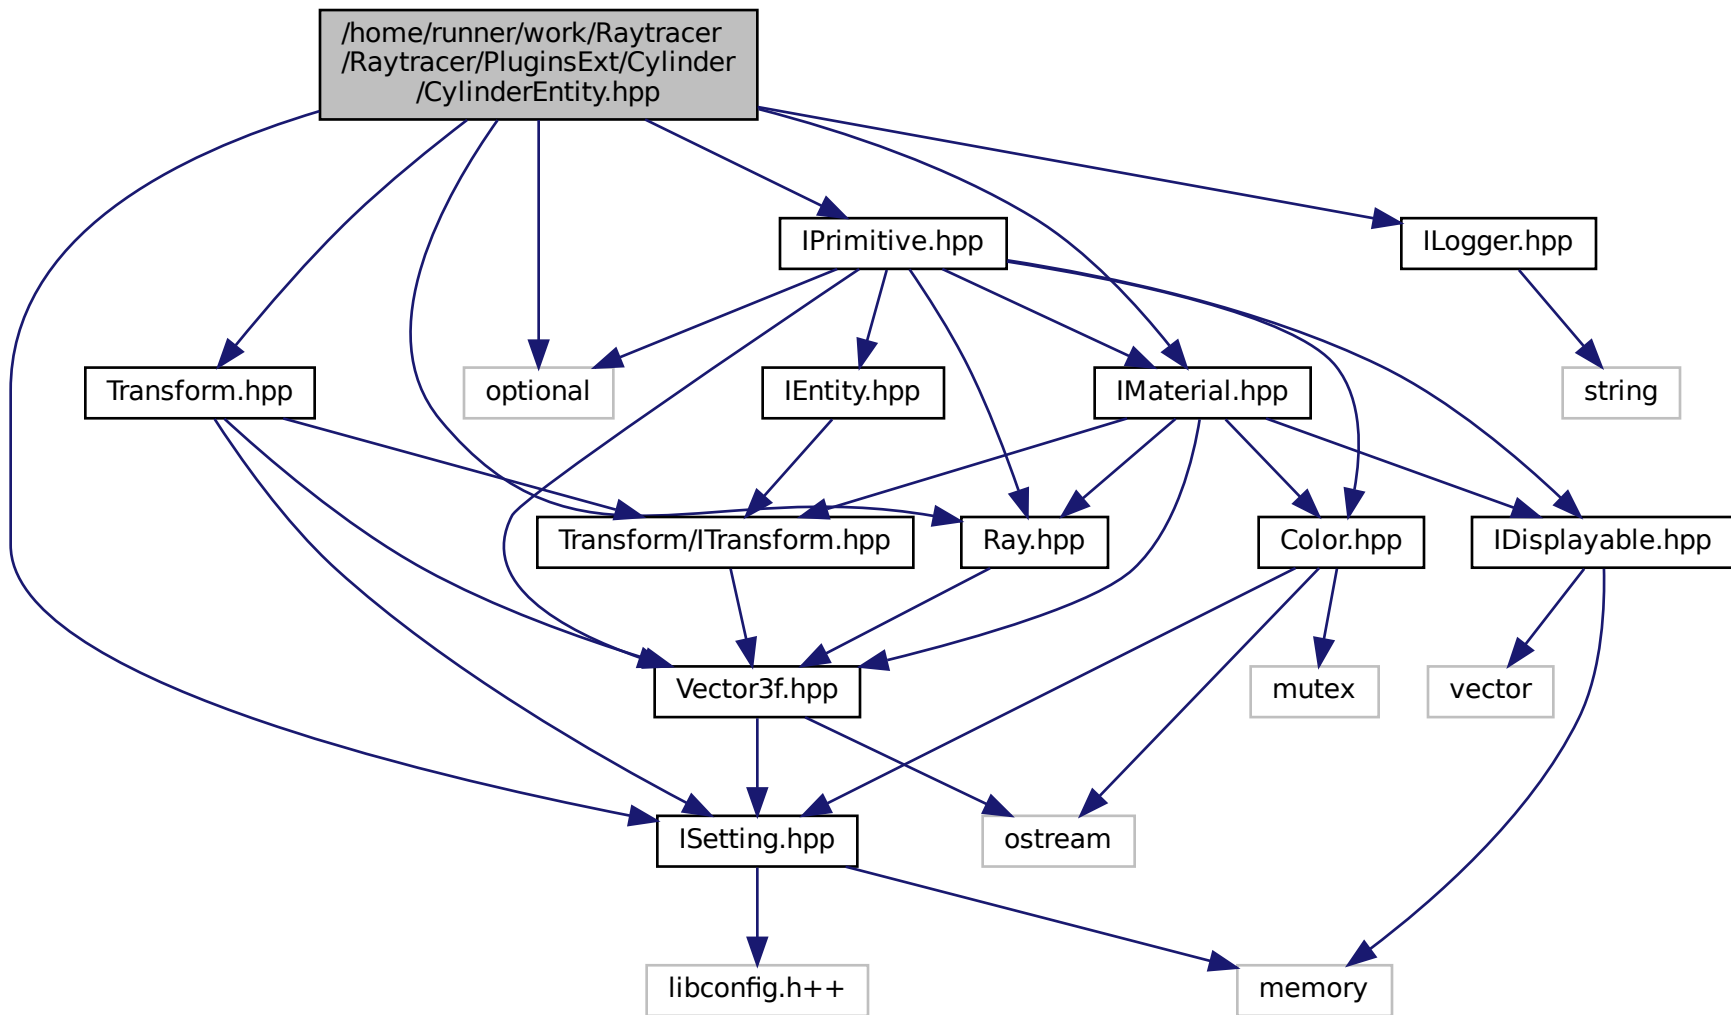 /home/runner/work/Raytracer
/Raytracer/PluginsExt/Cylinder
/CylinderEntity.hpp
IPrimitive.hpp
ILogger.hpp
Transform.hpp
optional
IEntity.hpp
IMaterial.hpp
string
Transform/ITransform.hpp
Ray.hpp
Color.hpp
IDisplayable.hpp
Vector3f.hpp
mutex
vector
ISetting.hpp
ostream
libconfig.h++
memory